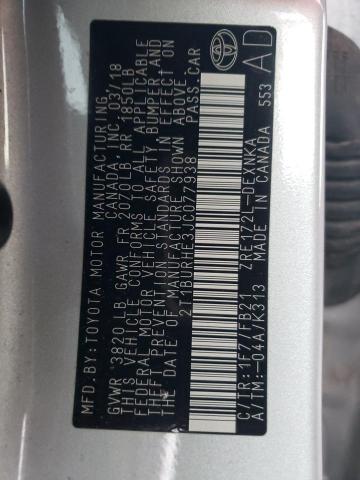 MFD.BY:TOYOTA MOTOR MANUFACTURING
CANADA INC. 03/18
GVWR 3820 LB GAWR FR 2070LB, RR 1850LB
THIS VEHICLE CONFORMS TO ALL APPLICABLE
FEDERAL MOTOR VEHICLE SAFETY, BUMPER, AND
THEFT PREVENTION STANDARDS IN EFFECT ON
THE DATE OF MANUFACTURE SHOWN ABOVE.
2T1BURHE3JC077938 PASS CAR
C/TR:1F7/FB21 ZRE172L-DEXNKA
A/TM:-04A/K313 MADE IN CANADA 553
AD